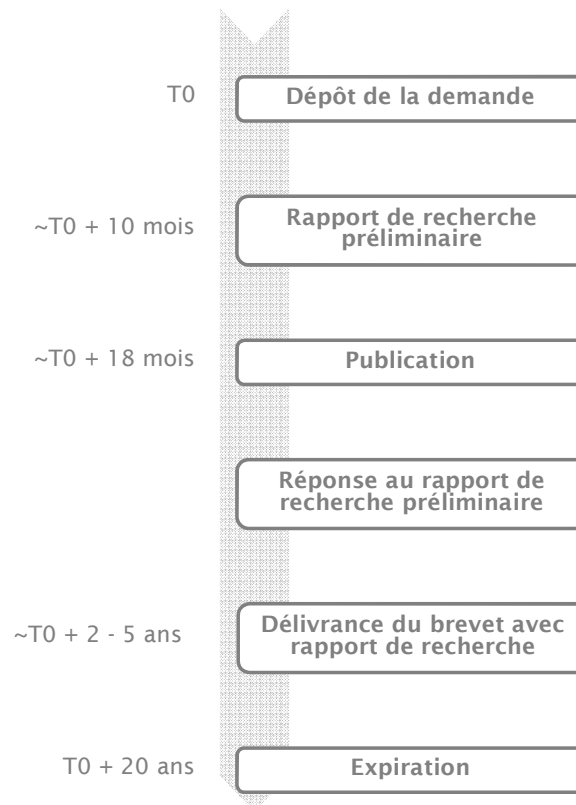 T0
Dépôt de la demande
~T0 + 10 mois
Rapport de recherche
préliminaire
~T0 + 18 mois
Publication
Réponse au rapport de
recherche préliminaire
~T0 + 2 - 5 ans
Délivrance du brevet avec
rapport de recherche
T0 + 20 ans
Expiration